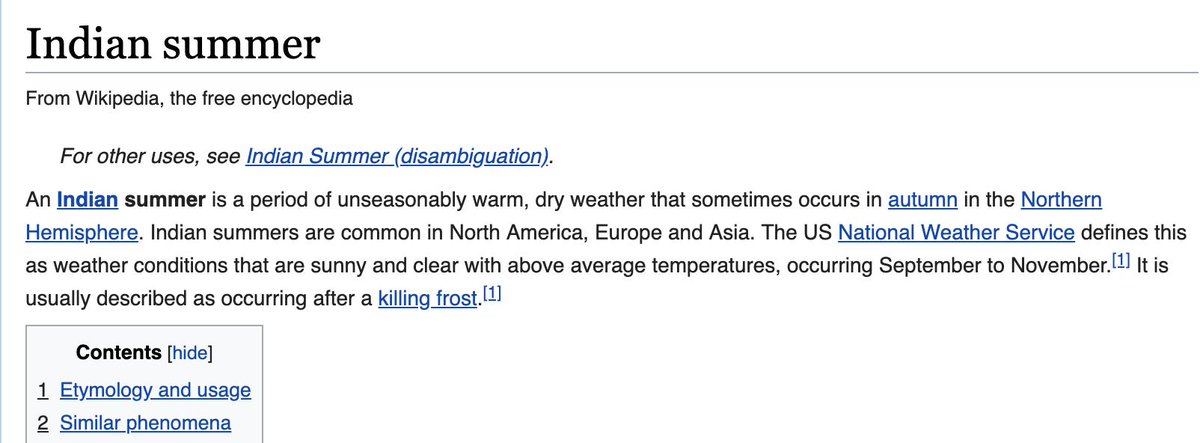 Indian summer
From Wikipedia, the free encyclopedia
For other uses, see Indian Summer (disambiguation).
An Indian summer is a period of unseasonably warm, dry weather that sometimes occurs in autumn in the Northern
Hemisphere. Indian summers are common in North America, Europe and Asia. The US National Weather Service defines this
as weather conditions that are sunny and clear with above average temperatures, occurring September to November.[1] It is
usually described as occurring after a killing frost.[1]
Contents [hide]
1 Etymology and usage
2 Similar phenomena